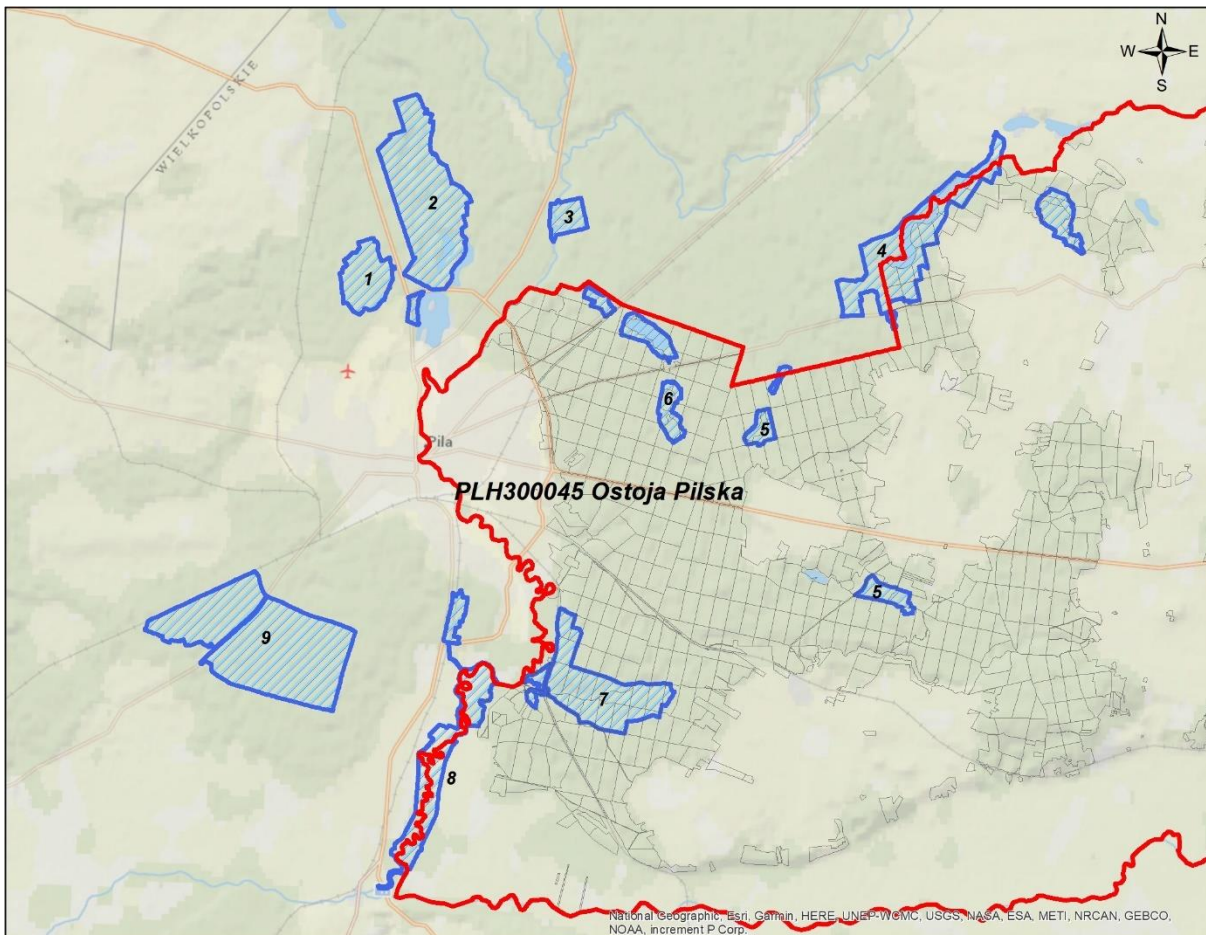 N
W E
S
WIELKOPOLSKIE
2
3
1
4
6
5
Pila
PLH300045 Ostoja Pilska
5
9
7
8
National Geographic, Esri, Garmin, HERE, UNEP-WCMC, USGS, NASA, ESA, METI, NRCAN, GEBCO,
NOAA, increment P Corp.